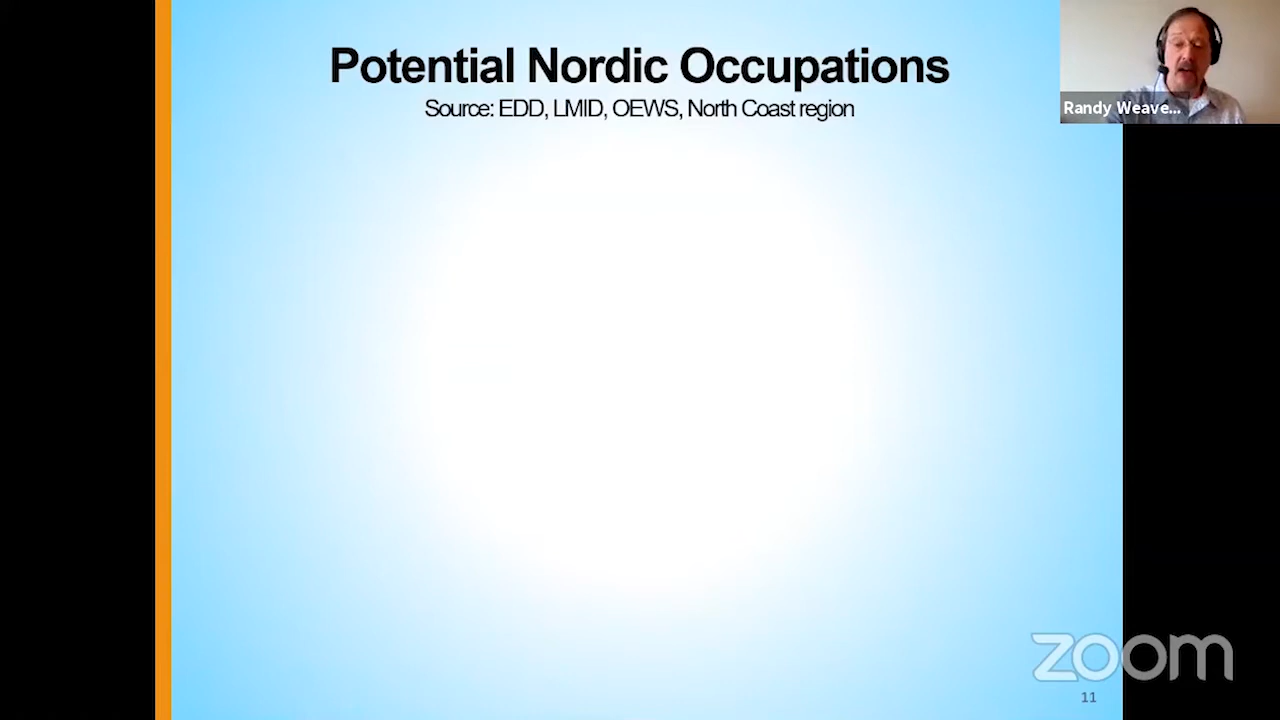 Potential Nordic Occupations
Source: EDD, LMID, OEWS, North Coast region
Randy Weave...
zoom
11